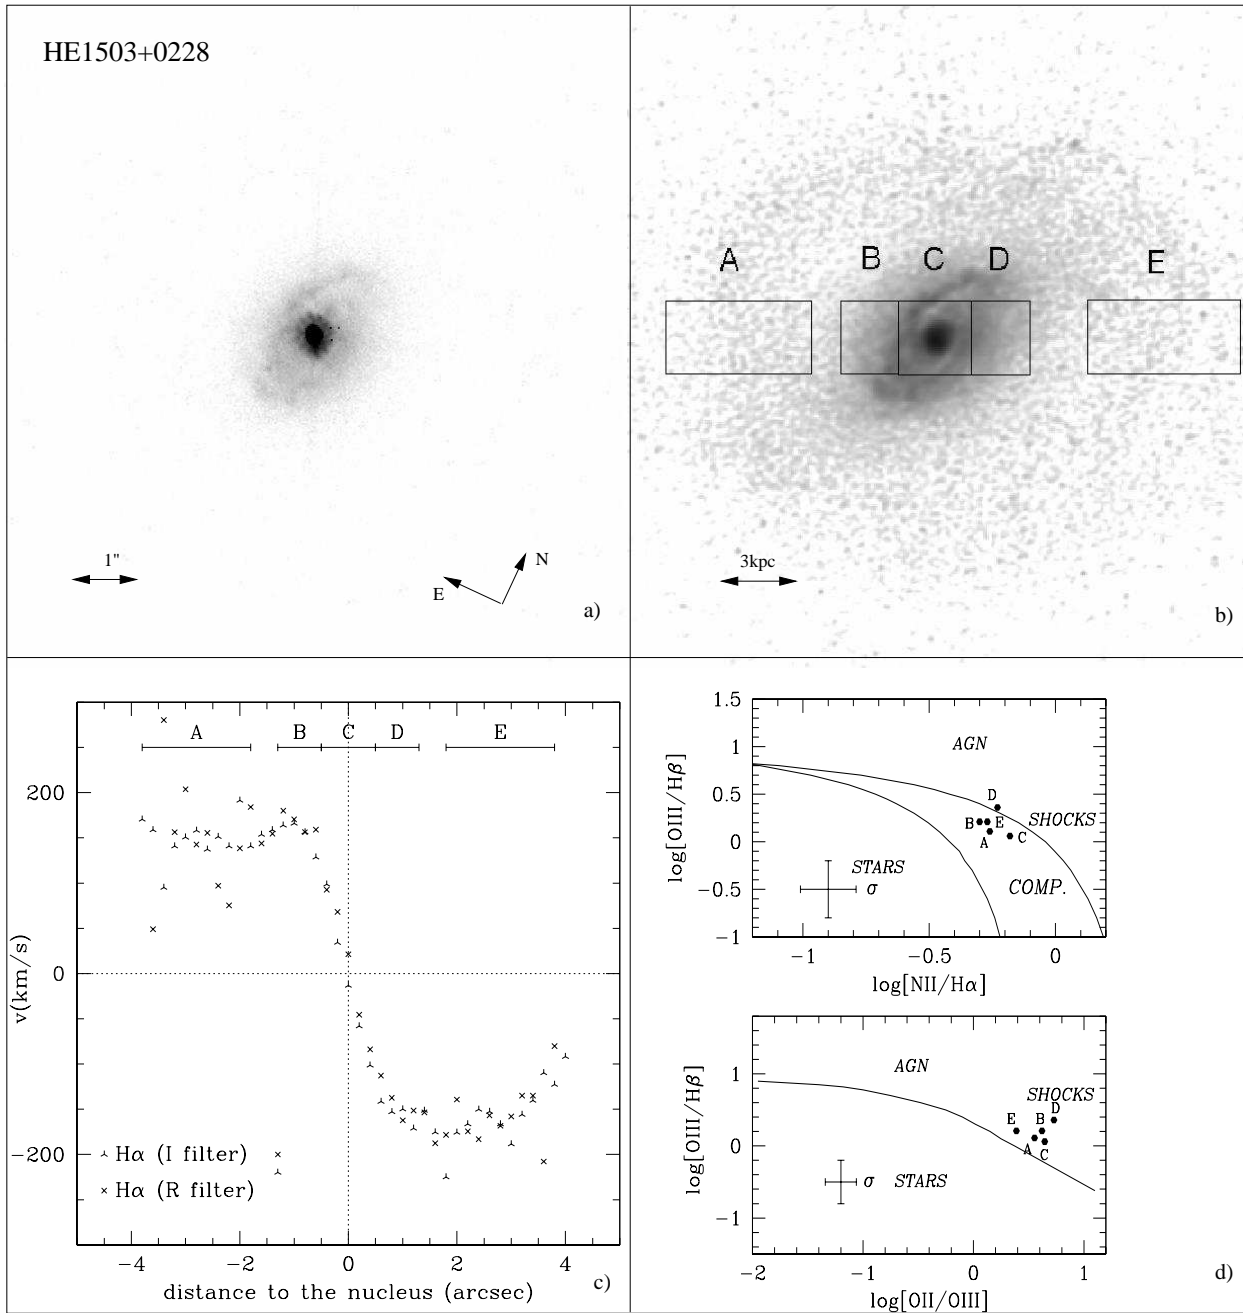 HE1503+0228
1"
E
N
a)
A
B
C
D
E
3kpc
b)
A
B
C
D
E
200
0
−200
v(km/s)
Hα (I filter)
Hα (R filter)
−4
−2
0
2
4
distance to the nucleus (arcsec)
c)
1.5
1
0.5
0
−0.5
−1
log[OIII/Hβ]
AGN
D
SHOCKS
B
E
A
C
STARS
σ
COMP.
−1
−0.5
0
log[NII/Hα]
1
0
−1
log[OIII/Hβ]
AGN
SHOCKS
E
B
D
A
C
σ
STARS
−2
−1
0
1
log[OII/OIII]
d)